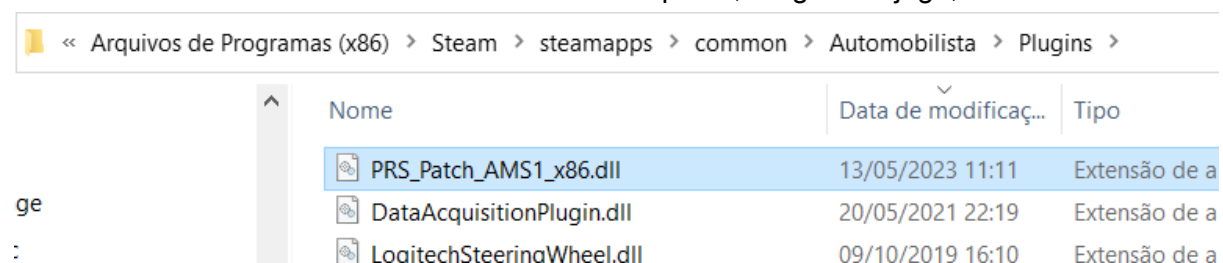 « Arquivos de Programas (x86) > Steam > steamapps > common > Automobilista > Plugins >
Nome Data de modificaç... Tipo
PRS_Patch_AMS1_x86.dll 13/05/2023 11:11 Extensão de a
ge DataAcquisitionPlugin.dll 20/05/2021 22:19 Extensão de a
LogitechSteeringWheel.dll 09/10/2019 16:10 Extensão de a